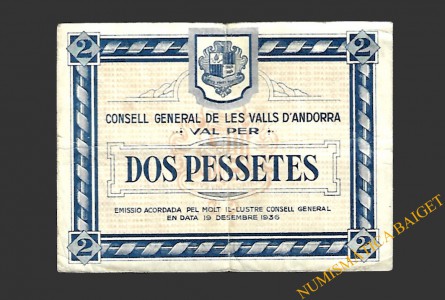 2 2
CONSELL GENERAL DE LES VALLS D'ANDORRA
VAL PER
DOS PESSETES
EMISSIO ACORDADA PEL MOLT IL-LUSTRE CONSELL GENERAL
EN DATA 19 DESEMBRE 1936
2 2
NUMISMATICA BAIGET